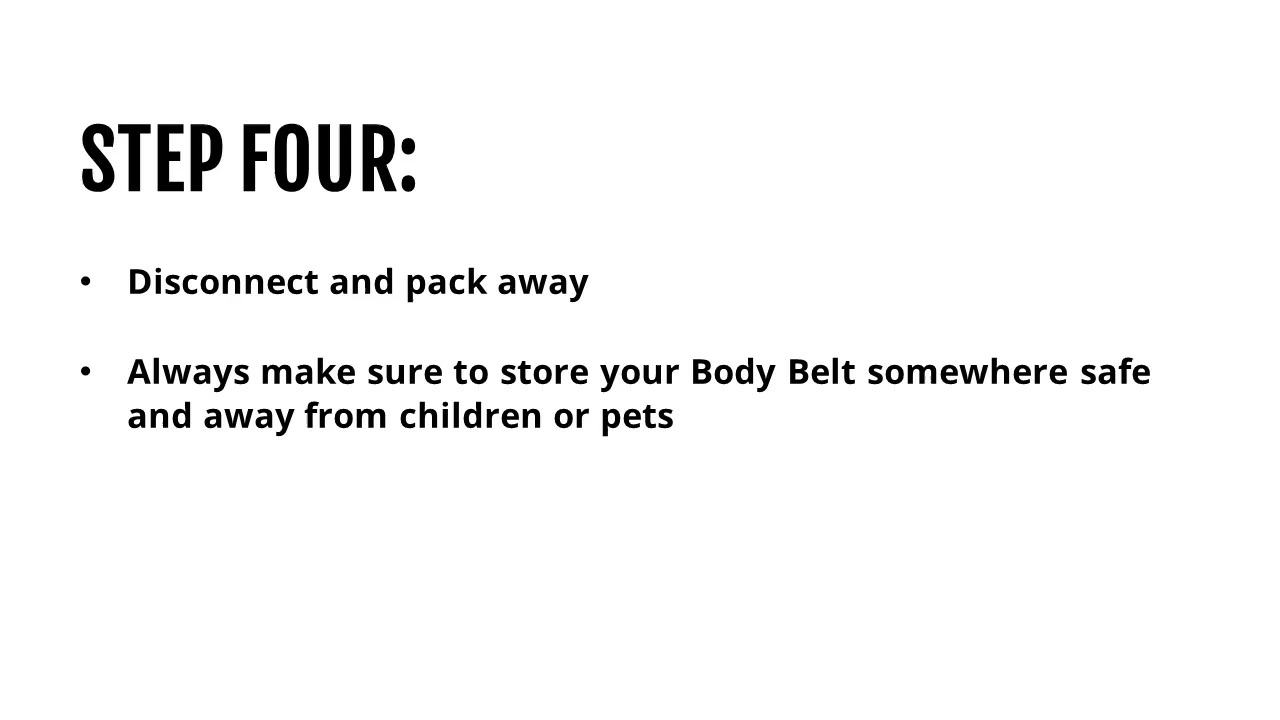 STEP FOUR:
• Disconnect and pack away
• Always make sure to store your Body Belt somewhere safe
and away from children or pets